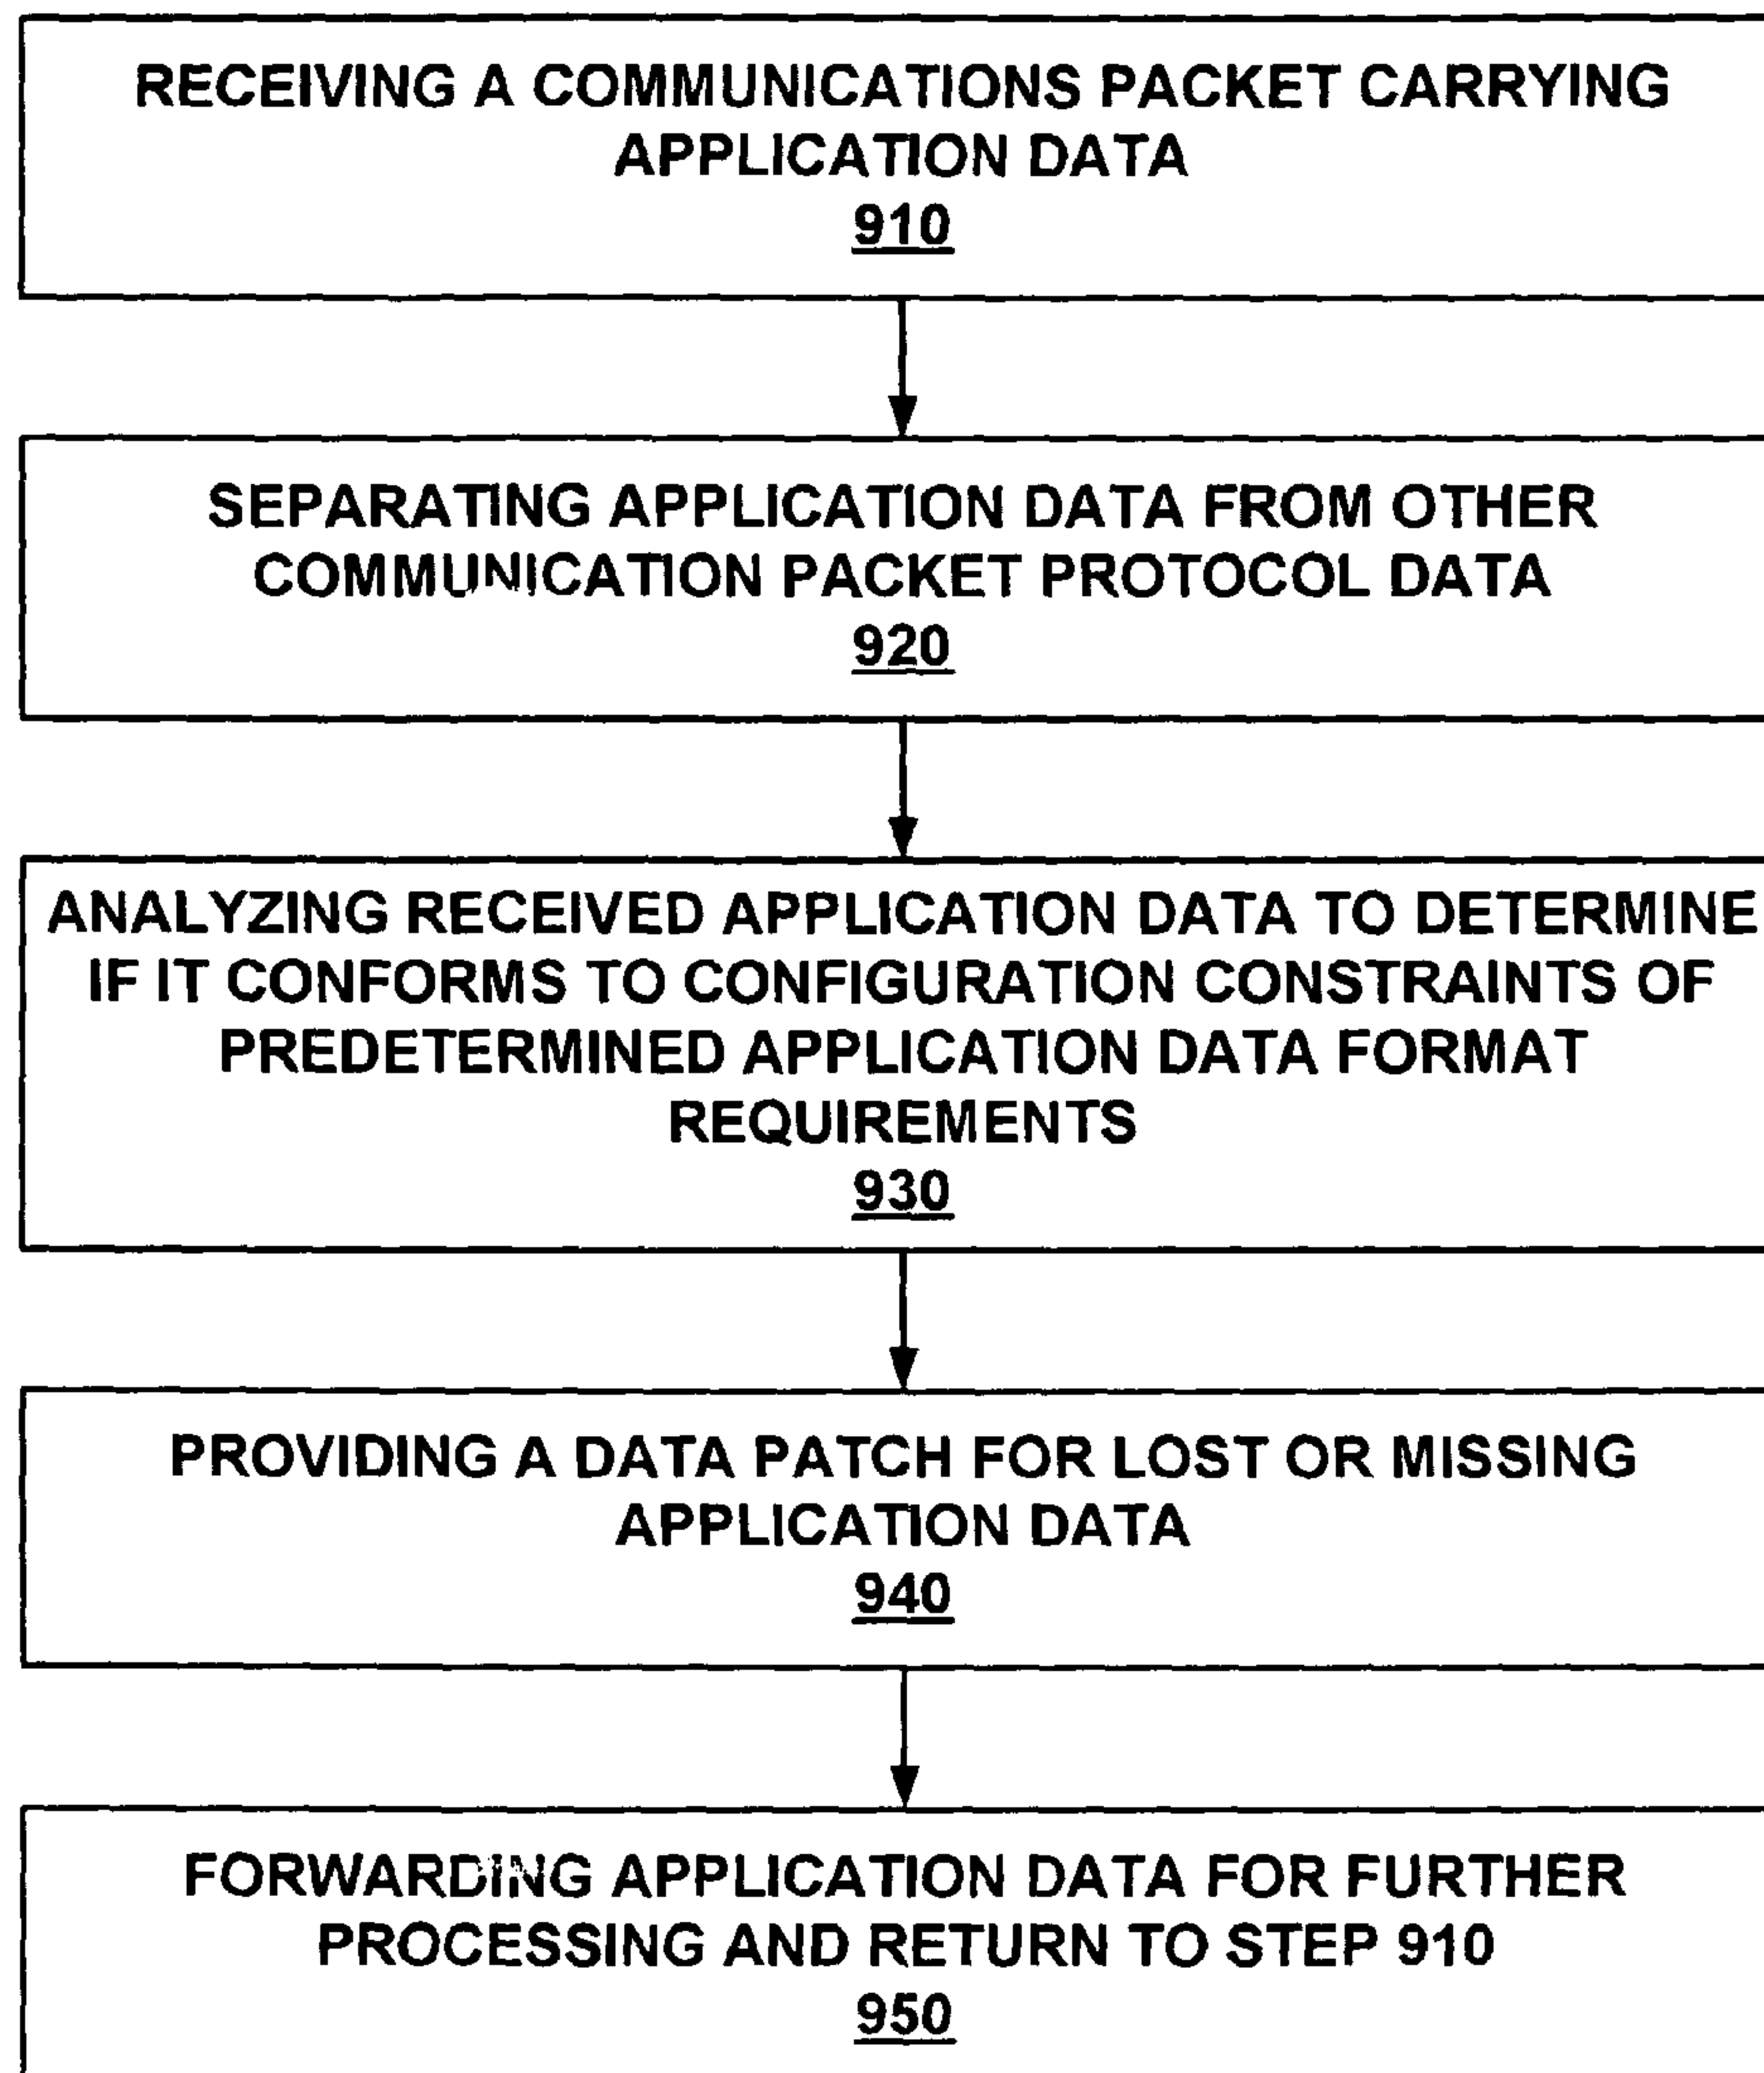 RECEIVING A COMMUNICATIONS PACKET CARRYING
APPLICATION DATA
910
SEPARATING APPLICATION DATA FROM OTHER
COMMUNICATION PACKET PROTOCOL DATA
920
ANALYZING RECEIVED APPLICATION DATA TO DETERMINE
IF IT CONFORMS TO CONFIGURATION CONSTRAINTS OF
PREDETERMINED APPLICATION DATA FORMAT
REQUIREMENTS
930
PROVIDING A DATA PATCH FOR LOST OR MISSING
APPLICATION DATA
940
FORWARDING APPLICATION DATA FOR FURTHER
PROCESSING AND RETURN TO STEP 910
950